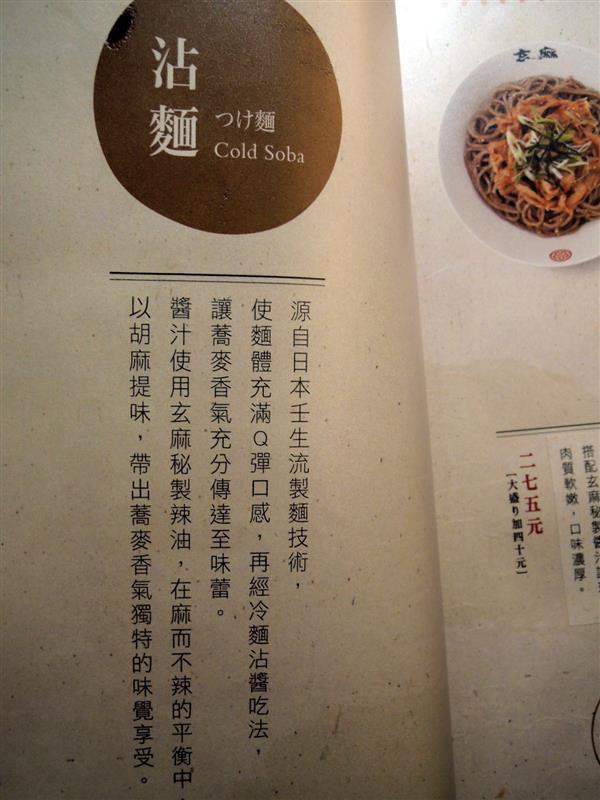 沾麵
つけ麵
Cold Soba
源自日本壬生流製麵技術，
使麵體充滿Q彈口感，再經冷麵沾醬吃法，
讓蕎麥香氣充分傳達至味蕾。
醬汁使用玄麻秘製辣油，在麻而不辣的平衡中，
以胡麻提味，帶出蕎麥香氣獨特的味覺享受。
玄麻
搭配玄麻秘製醬汁
肉質軟嫩，口味濃厚。
二七五元
［大盛り加四十元］